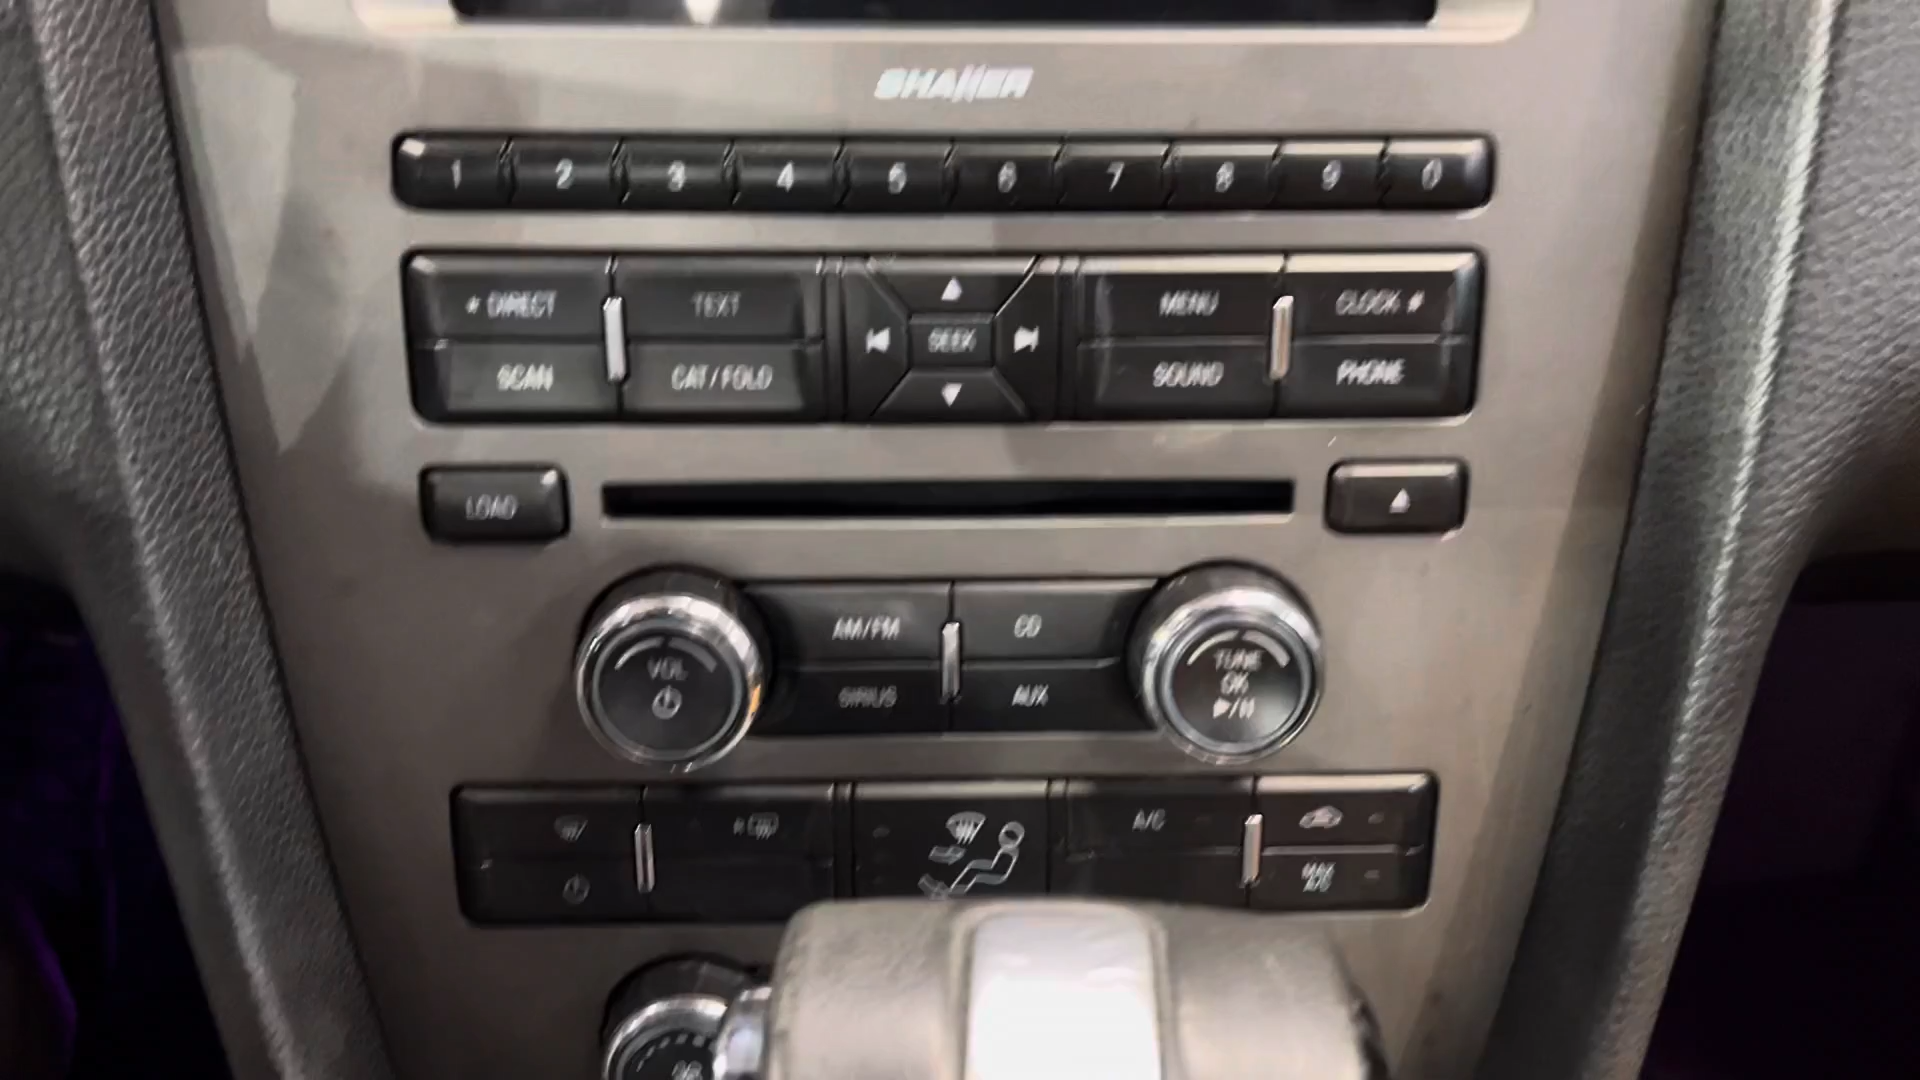 SHAKER
1 2 3 4 5 6 7 8 9 0
* DIRECT TEXT MENU CLOCK #
SEEK
SCAN CAT/FOLD SOUND PHONE
LOAD
AM/FM CD
VOL TUNE
OK
SIRIUS AUX
A/C
R
MAX
A/C